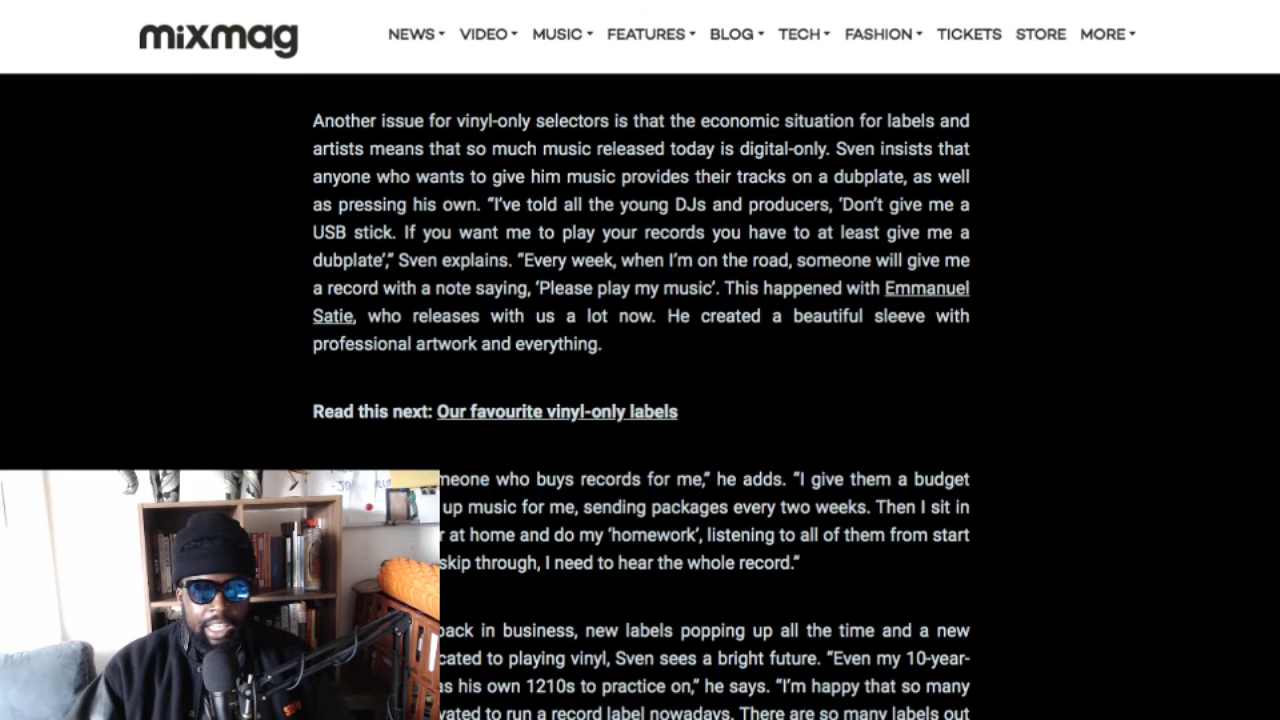 mixmag
NEWS VIDEO MUSIC FEATURES BLOG TECH FASHION TICKETS STORE MORE
Another issue for vinyl-only selectors is that the economic situation for labels and
artists means that so much music released today is digital-only. Sven insists that
anyone who wants to give him music provides their tracks on a dubplate, as well
as pressing his own. “I’ve told all the young DJs and producers, ‘Don’t give me a
USB stick. If you want me to play your records you have to at least give me a
dubplate’,” Sven explains. “Every week, when I’m on the road, someone will give me
a record with a note saying, ‘Please play my music’. This happened with Emmanuel
Satie, who releases with us a lot now. He created a beautiful sleeve with
professional artwork and everything.
Read this next: Our favourite vinyl-only labels
meone who buys records for me,” he adds. “I give them a budget
up music for me, sending packages every two weeks. Then I sit in
r at home and do my ‘homework’, listening to all of them from start
skip through, I need to hear the whole record.”
back in business, new labels popping up all the time and a new
cated to playing vinyl, Sven sees a bright future. “Even my 10-year-
as his own 1210s to practice on,” he says. “I’m happy that so many
vated to run a record label nowadays. There are so many labels out